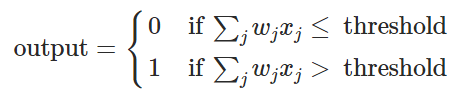 output = { 0 if ∑_j w_j x_j ≤ threshold
1 if ∑_j w_j x_j > threshold